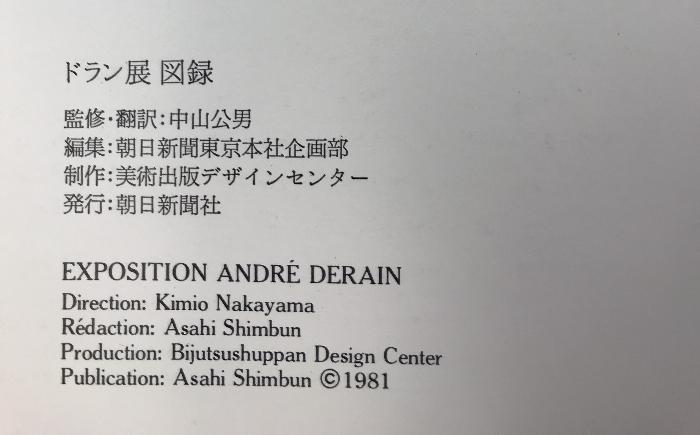 ドラン展 図録
監修・翻訳:中山公男
編集:朝日新聞東京本社企画部
制作:美術出版デザインセンター
発行:朝日新聞社
EXPOSITION ANDRÉ DERAIN
Direction: Kimio Nakayama
Rédaction: Asahi Shimbun
Production: Bijutsushuppan Design Center
Publication: Asahi Shimbun ©1981